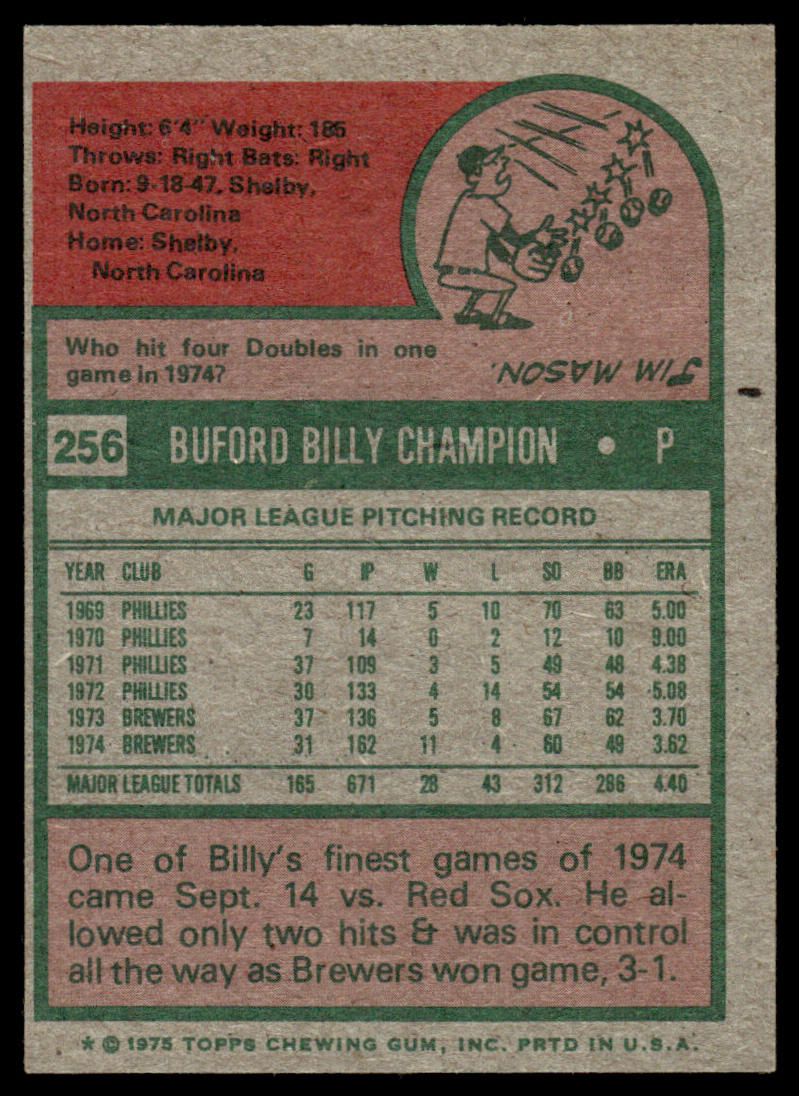 Height: 6'4" Weight: 185
Throws: Right Bats: Right
Born: 9-18-47, Shelby,
North Carolina
Home: Shelby,
North Carolina
Who hit four Doubles in one
game in 1974?
JIM MASON.
256 BUFORD BILLY CHAMPION • P
MAJOR LEAGUE PITCHING RECORD
YEAR CLUB G IP W L SO BB ERA
1969 PHILLIES 23 117 5 10 70 63 5.00
1970 PHILLIES 7 14 0 2 12 10 9.00
1971 PHILLIES 37 109 3 5 49 48 4.38
1972 PHILLIES 30 133 4 14 54 54 5.08
1973 BREWERS 37 136 5 8 67 62 3.70
1974 BREWERS 31 162 11 4 60 49 3.62
MAJOR LEAGUE TOTALS 165 671 28 43 312 286 4.40
One of Billy's finest games of 1974
came Sept. 14 vs. Red Sox. He al-
lowed only two hits & was in control
all the way as Brewers won game, 3-1.
* © 1975 TOPPS CHEWING GUM, INC. PRTD IN U.S.A.